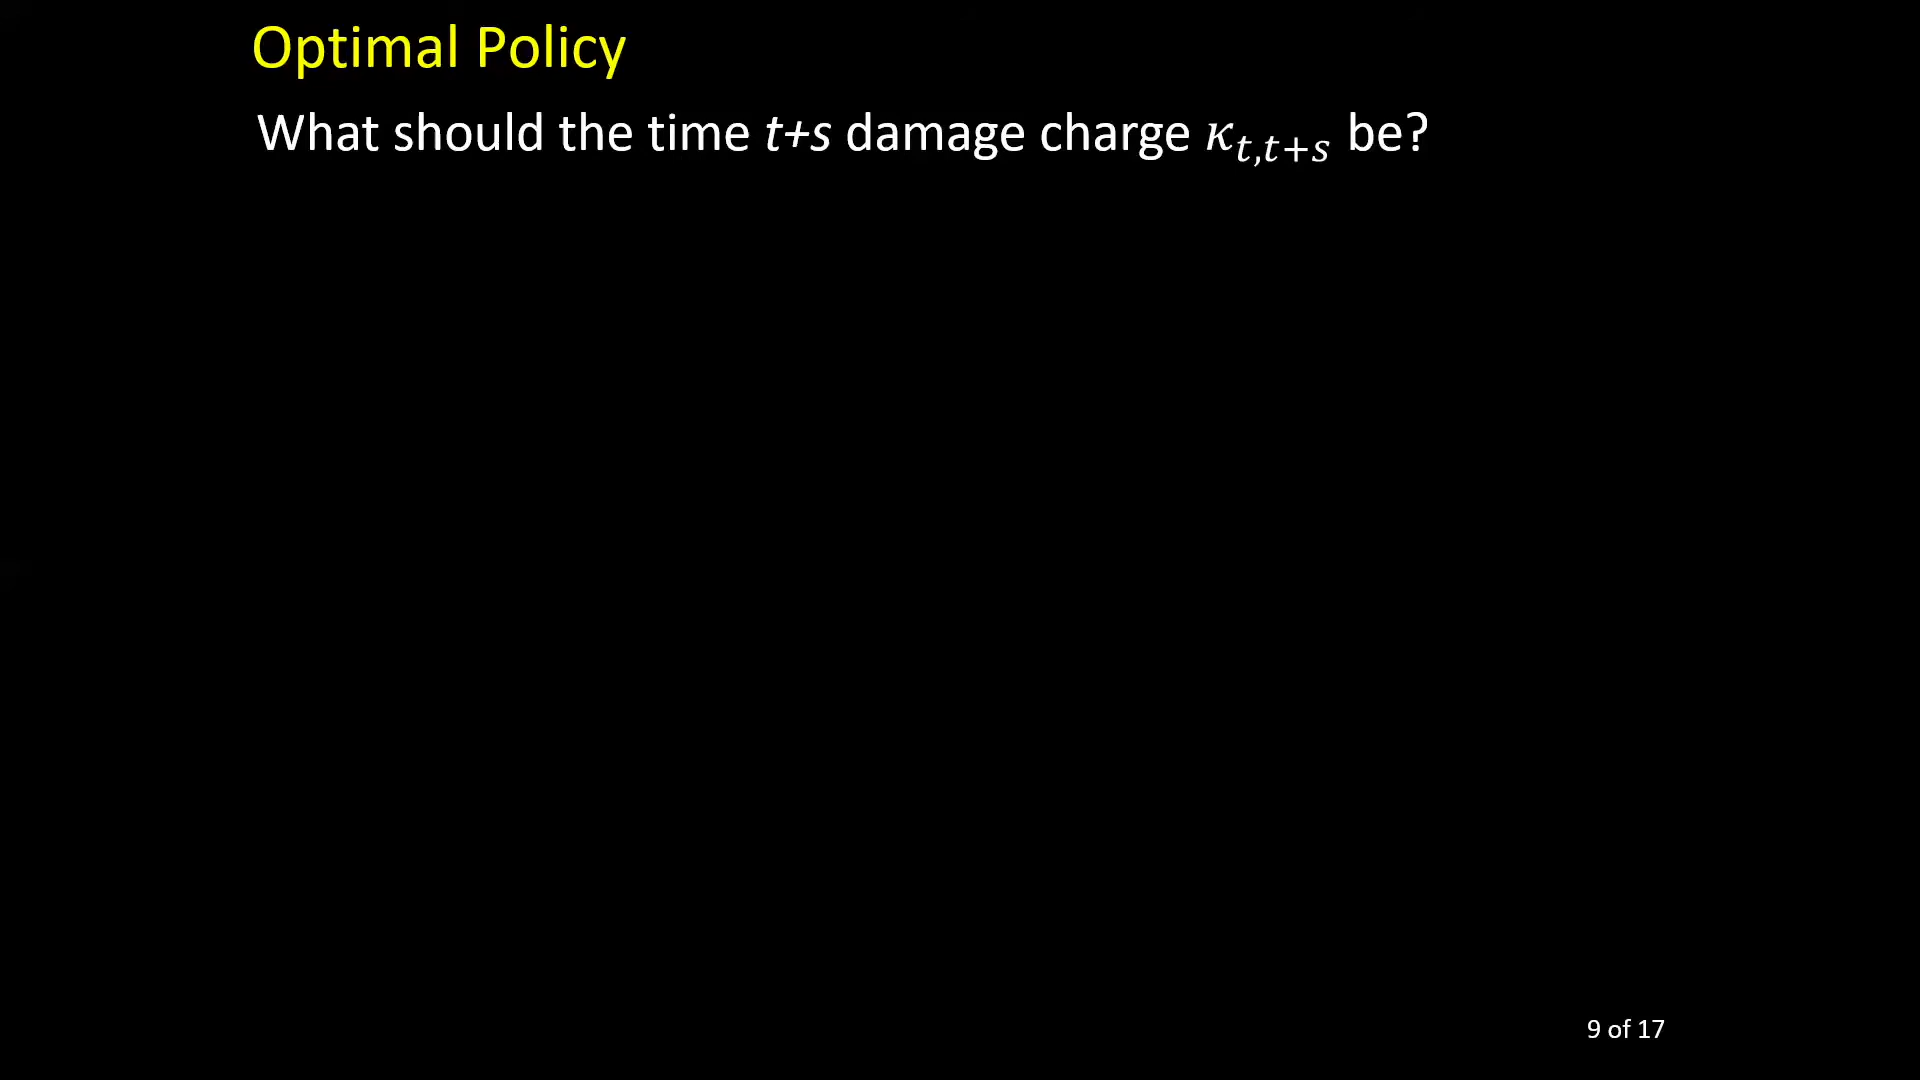 Optimal Policy
What should the time t+s damage charge κ_{t,t+s} be?
9 of 17